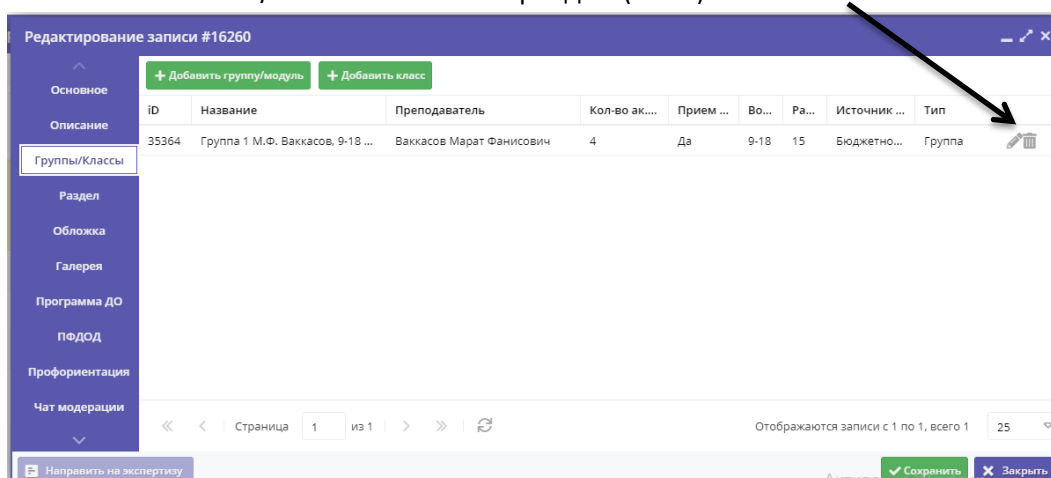 Редактирование записи #16260
Основное
Описание
Группы/Классы
Раздел
Обложка
Галерея
Программа ДО
ПФДОД
Профориентация
Чат модерации
+ Добавить группу/модуль + Добавить класс
iD Название Преподаватель Кол-во ак.... Прием ... Во... Ра... Источник ... Тип
35364 Группа 1 М.Ф. Ваккасов, 9-18 ... Ваккасов Марат Фанисович 4 Да 9-18 15 Бюджетно... Группа
Страница 1 из 1
Отображаются записи с 1 по 1, всего 1 25
Направить на экспертизу
Сохранить
Закрыть